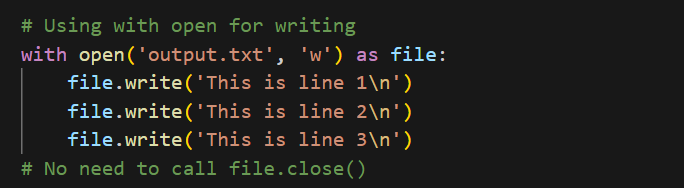 # Using with open for writing
with open('output.txt', 'w') as file:
    file.write('This is line 1\n')
    file.write('This is line 2\n')
    file.write('This is line 3\n')
# No need to call file.close()